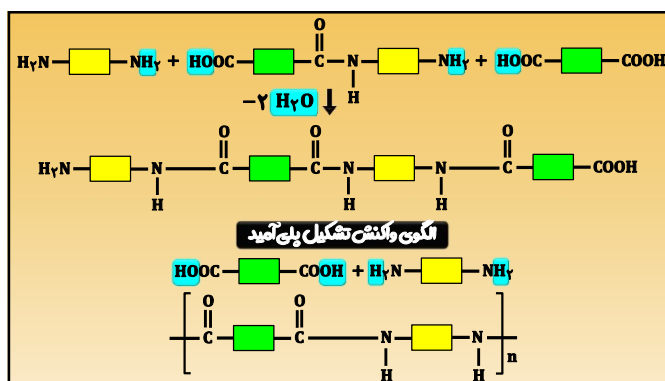 H۲N NH۲ + HOOC C N NH۲ + HOOC COOH
O
H
−۲ H۲O
O O O
H۲N N C C N N C COOH
H H H
الگوی واکنش تشکیل پلی‌آمید
HOOC COOH + H۲N NH۲
O O
C C N N
H H
n